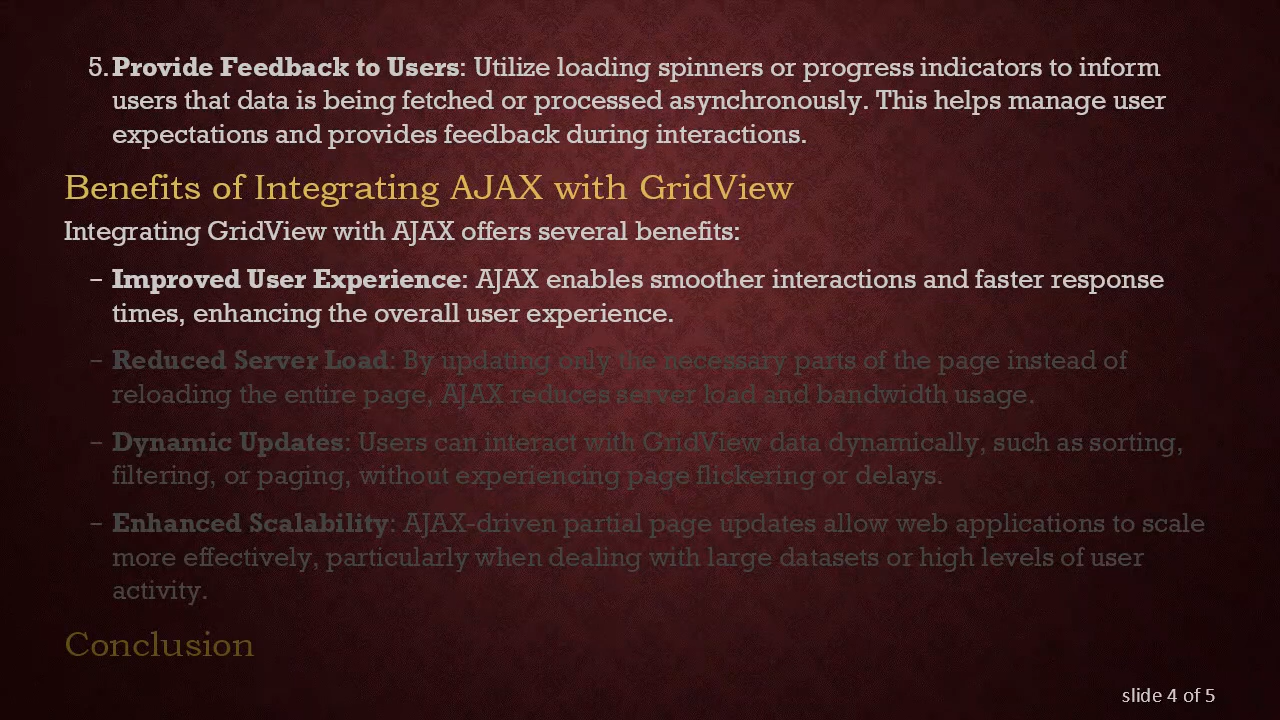 5. Provide Feedback to Users: Utilize loading spinners or progress indicators to inform
users that data is being fetched or processed asynchronously. This helps manage user
expectations and provides feedback during interactions.
Benefits of Integrating AJAX with GridView
Integrating GridView with AJAX offers several benefits:
– Improved User Experience: AJAX enables smoother interactions and faster response
times, enhancing the overall user experience.
– Reduced Server Load: By updating only the necessary parts of the page instead of
reloading the entire page, AJAX reduces server load and bandwidth usage.
– Dynamic Updates: Users can interact with GridView data dynamically, such as sorting,
filtering, or paging, without experiencing page flickering or delays.
– Enhanced Scalability: AJAX-driven partial page updates allow web applications to scale
more effectively, particularly when dealing with large datasets or high levels of user
activity.
Conclusion
slide 4 of 5